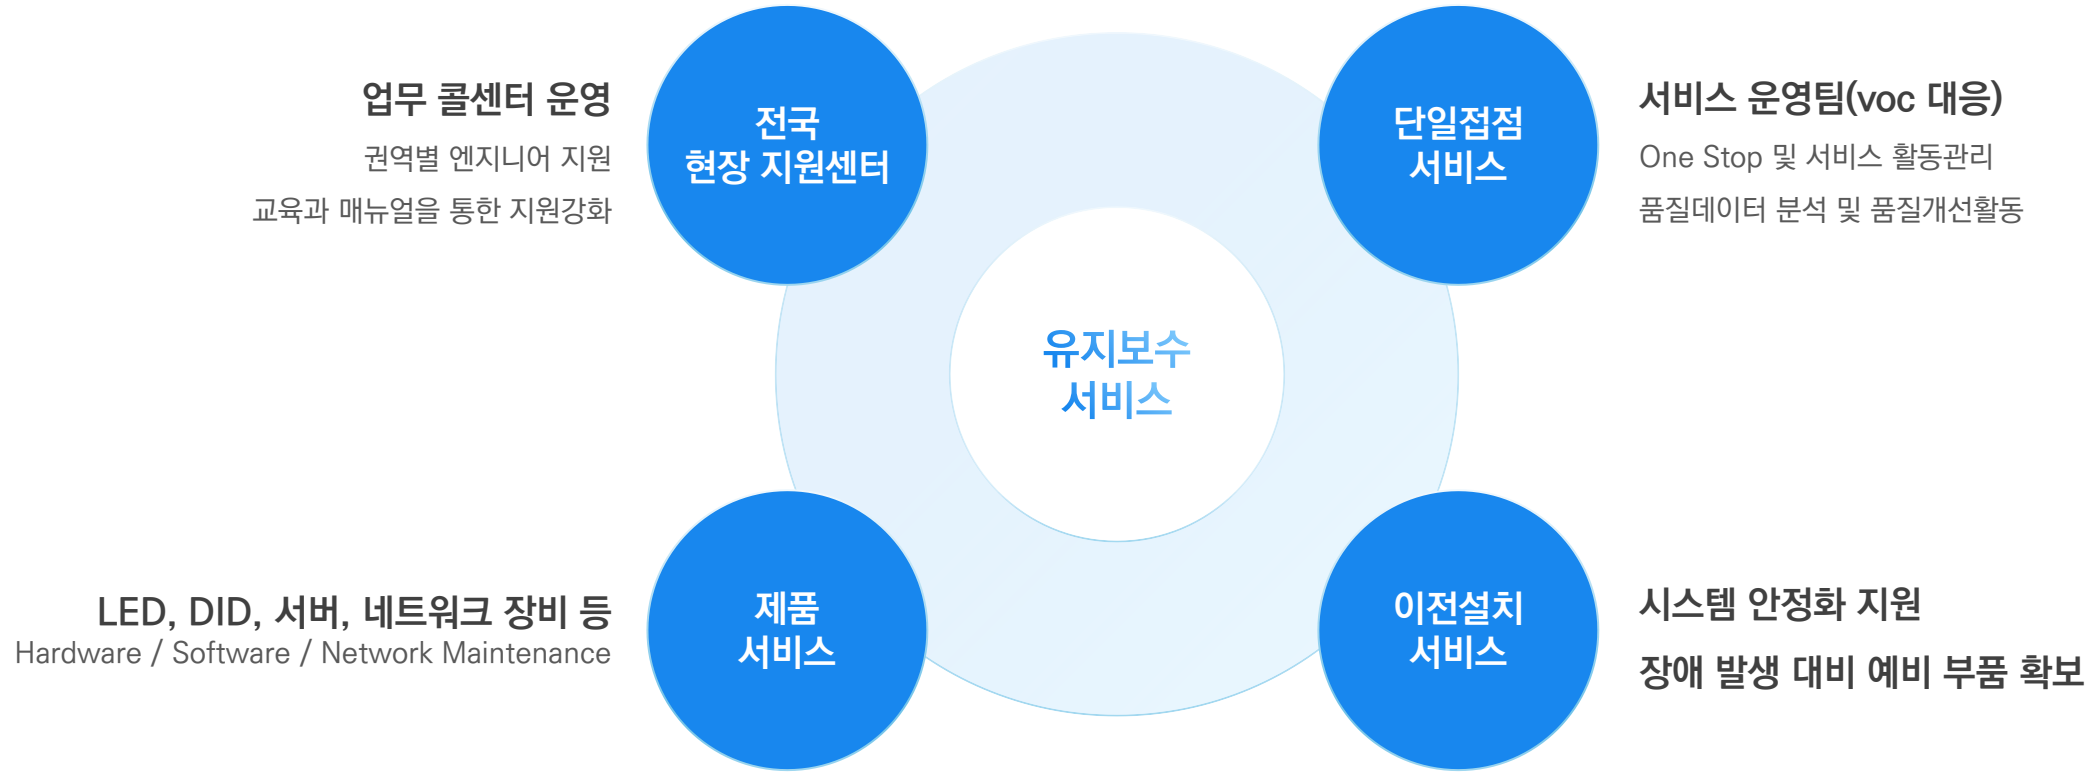 업무 콜센터 운영
권역별 엔지니어 지원
교육과 매뉴얼을 통한 지원강화
전국
현장 지원센터
단일접점
서비스
서비스 운영팀(voc 대응)
One Stop 및 서비스 활동관리
품질데이터 분석 및 품질개선활동
유지보수
서비스
LED, DID, 서버, 네트워크 장비 등
Hardware / Software / Network Maintenance
제품
서비스
이전설치
서비스
시스템 안정화 지원
장애 발생 대비 예비 부품 확보